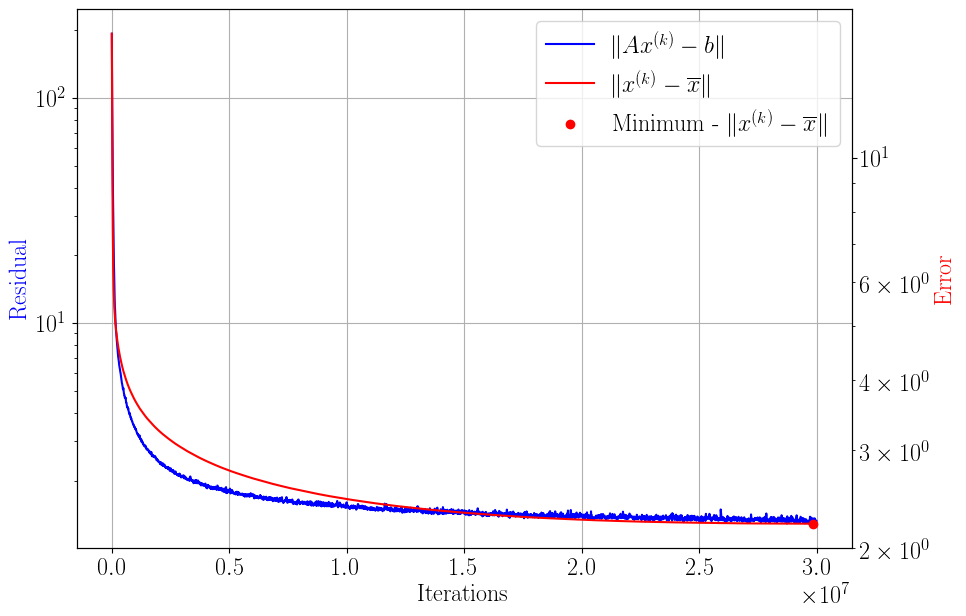 ‖Ax^{(k)} − b‖
‖x^{(k)} − x̅‖
Minimum - ‖x^{(k)} − x̅‖
Residual
10^2
10^1
10^1
6 × 10^0
4 × 10^0
3 × 10^0
2 × 10^0
Error
0.0 0.5 1.0 1.5 2.0 2.5 3.0
Iterations
×10^7